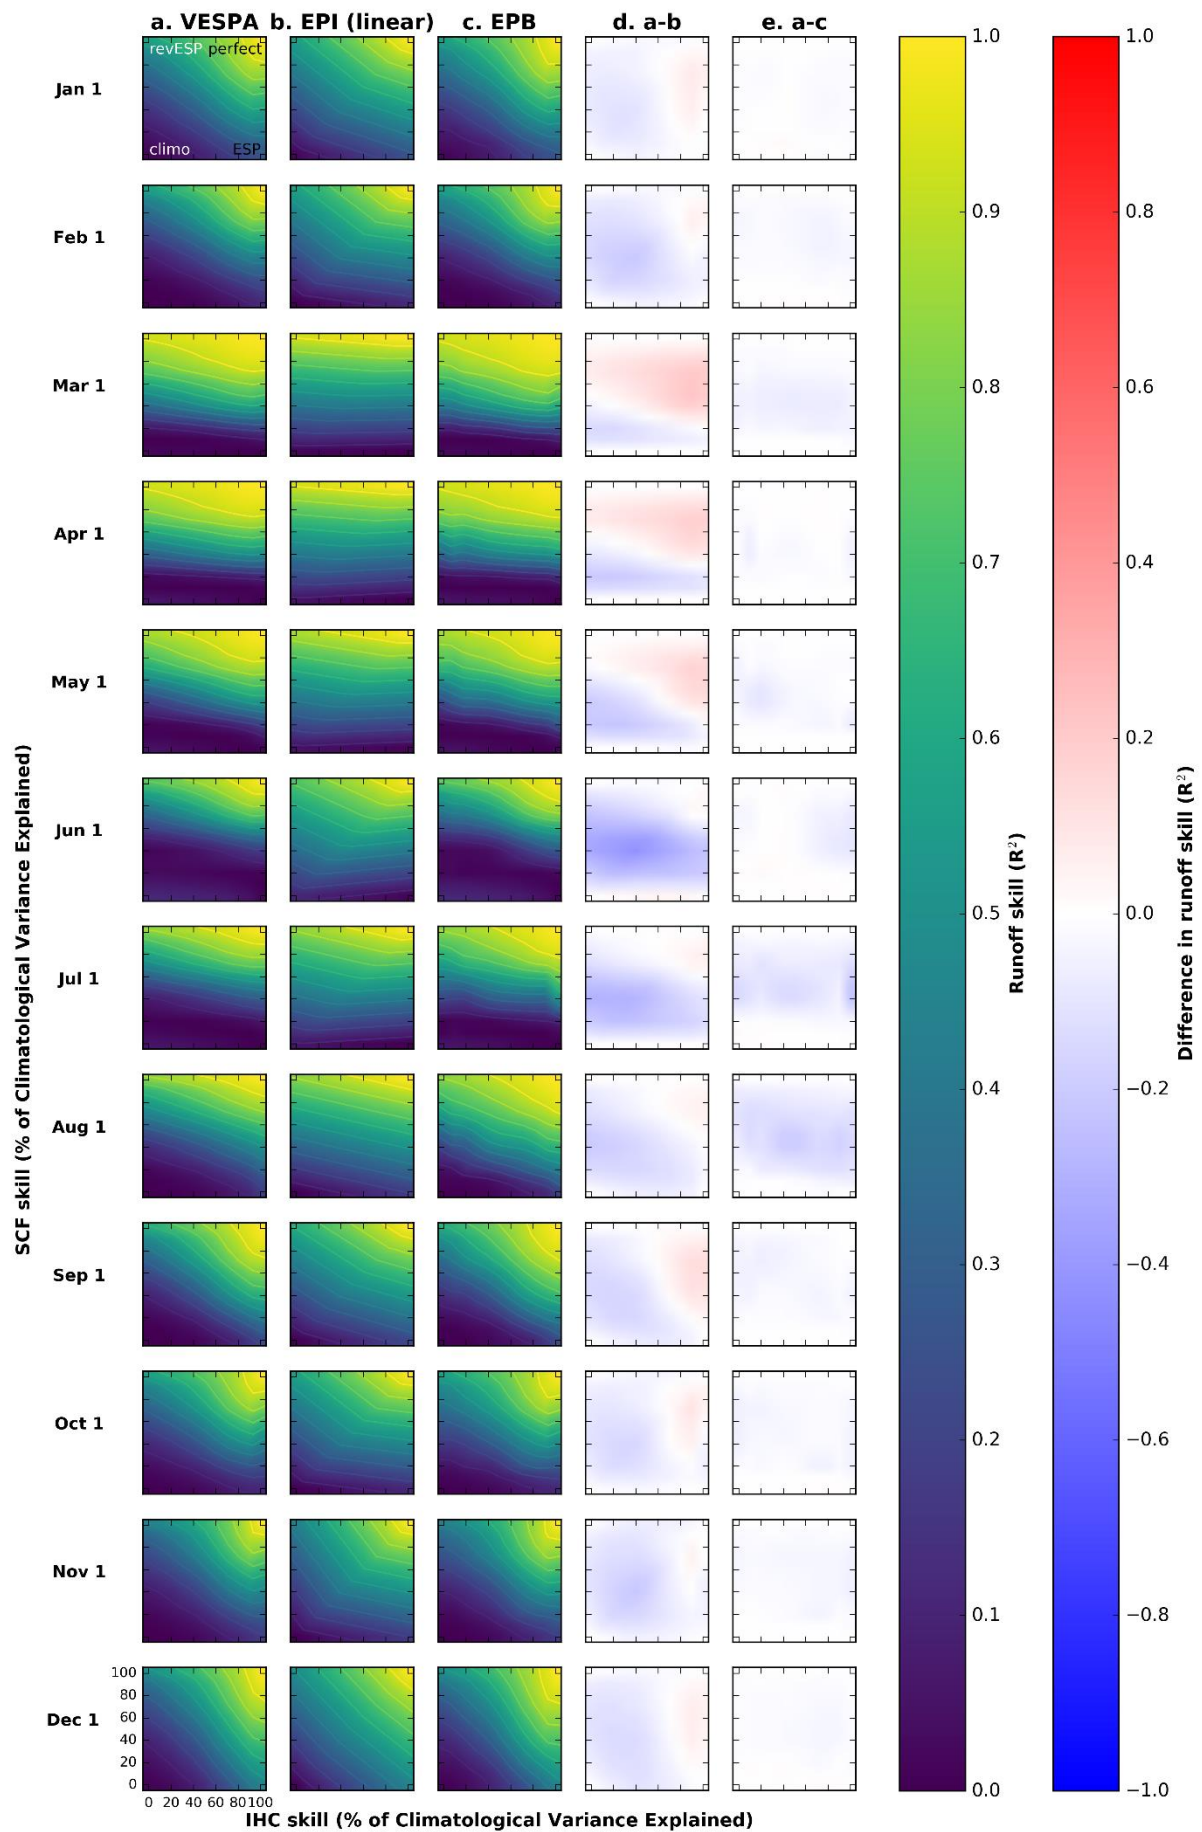 a. VESPA b. EPI (linear) c. EPB d. a-b e. a-c
revESP perfect
climo ESP
Jan 1
Feb 1
Mar 1
Apr 1
May 1
Jun 1
Jul 1
Aug 1
Sep 1
Oct 1
Nov 1
Dec 1
100
80
60
40
20
0
0 20 40 60 80 100
SCF skill (% of Climatological Variance Explained)
IHC skill (% of Climatological Variance Explained)
1.0
0.9
0.8
0.7
0.6
0.5
0.4
0.3
0.2
0.1
0.0
Runoff skill (R²)
1.0
0.8
0.6
0.4
0.2
0.0
−0.2
−0.4
−0.6
−0.8
−1.0
Difference in runoff skill (R²)